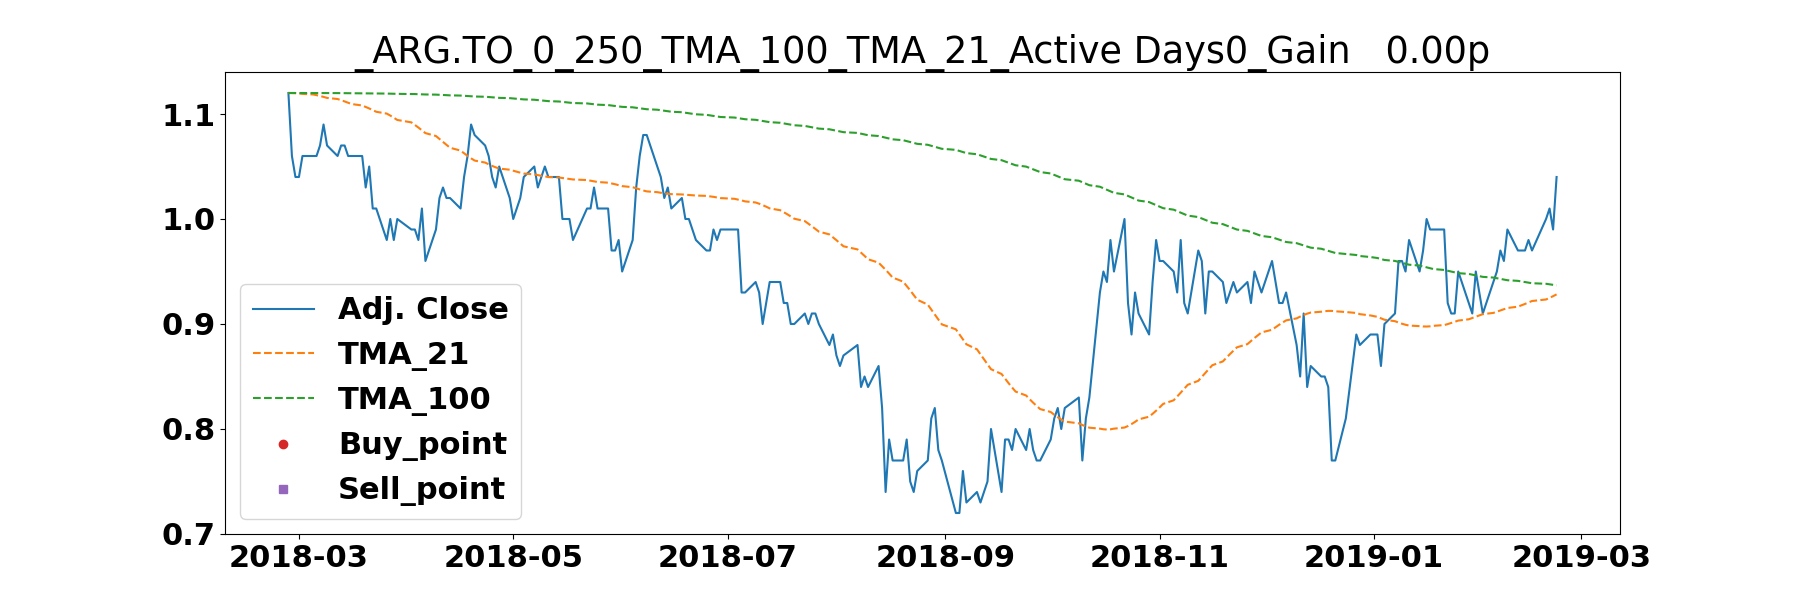 _ARG.TO_0_250_TMA_100_TMA_21_Active Days0_Gain   0.00p
1.1
1.0
0.9
0.8
0.7
Adj. Close
TMA_21
TMA_100
Buy_point
Sell_point
2018-03 2018-05 2018-07 2018-09 2018-11 2019-01 2019-03